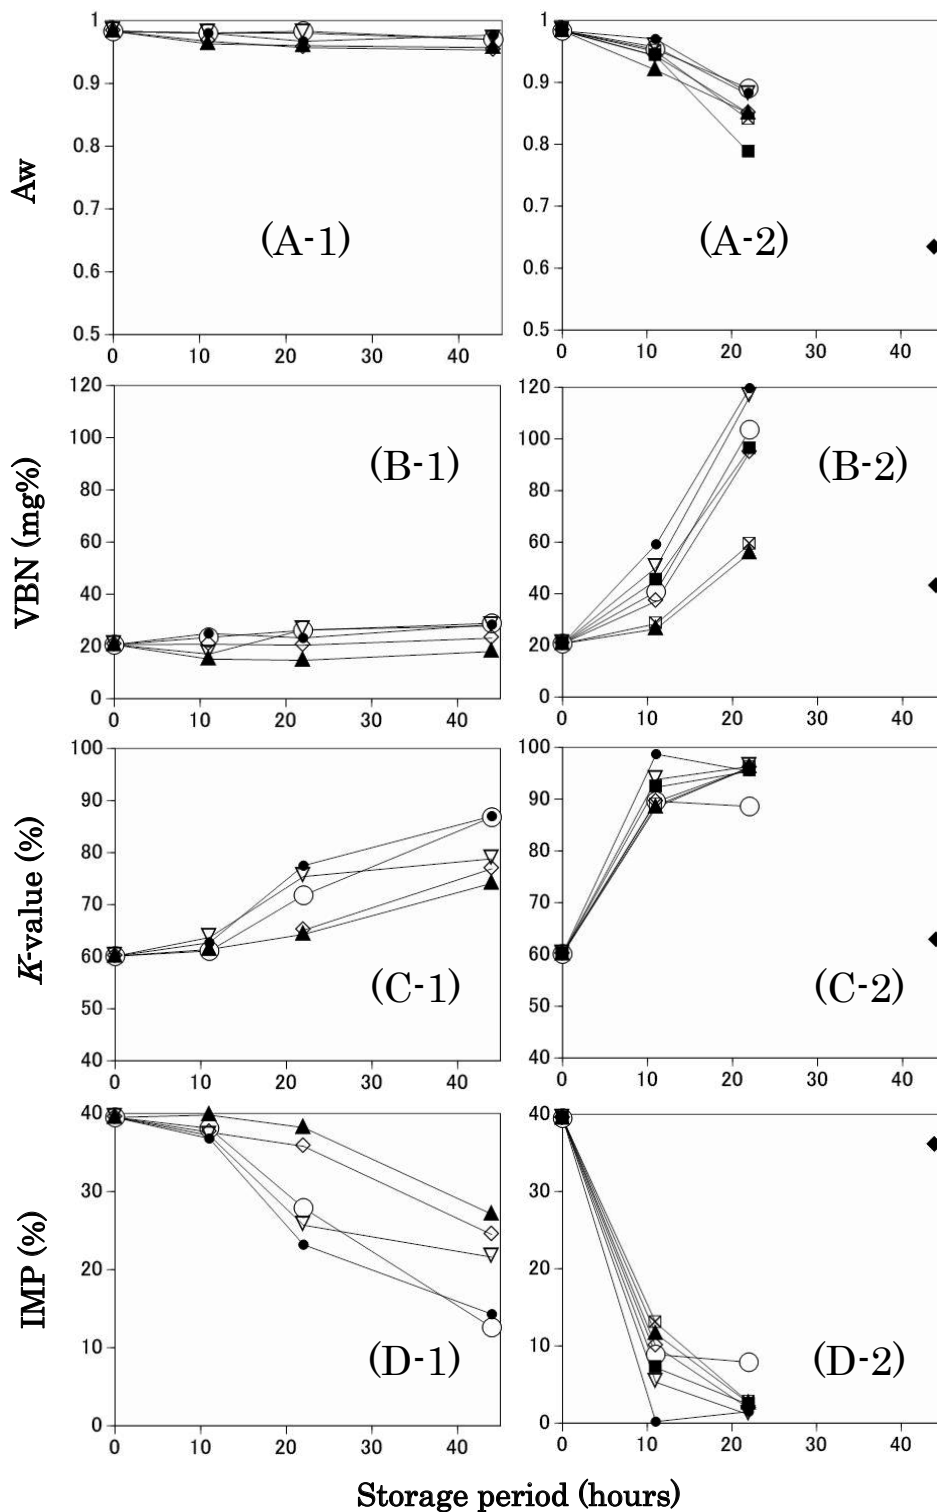 1
0.9
0.8
0.7
0.6
0.5
0 10 20 30 40
Aw
(A-1)
1
0.9
0.8
0.7
0.6
0.5
0 10 20 30 40
(A-2)
120
100
80
60
40
20
0
0 10 20 30 40
VBN (mg%)
(B-1)
120
100
80
60
40
20
0
0 10 20 30 40
(B-2)
100
90
80
70
60
50
40
0 10 20 30 40
K-value (%)
(C-1)
100
90
80
70
60
50
40
0 10 20 30 40
(C-2)
40
30
20
10
0
0 10 20 30 40
IMP (%)
(D-1)
40
30
20
10
0
0 10 20 30 40
(D-2)
Storage period (hours)